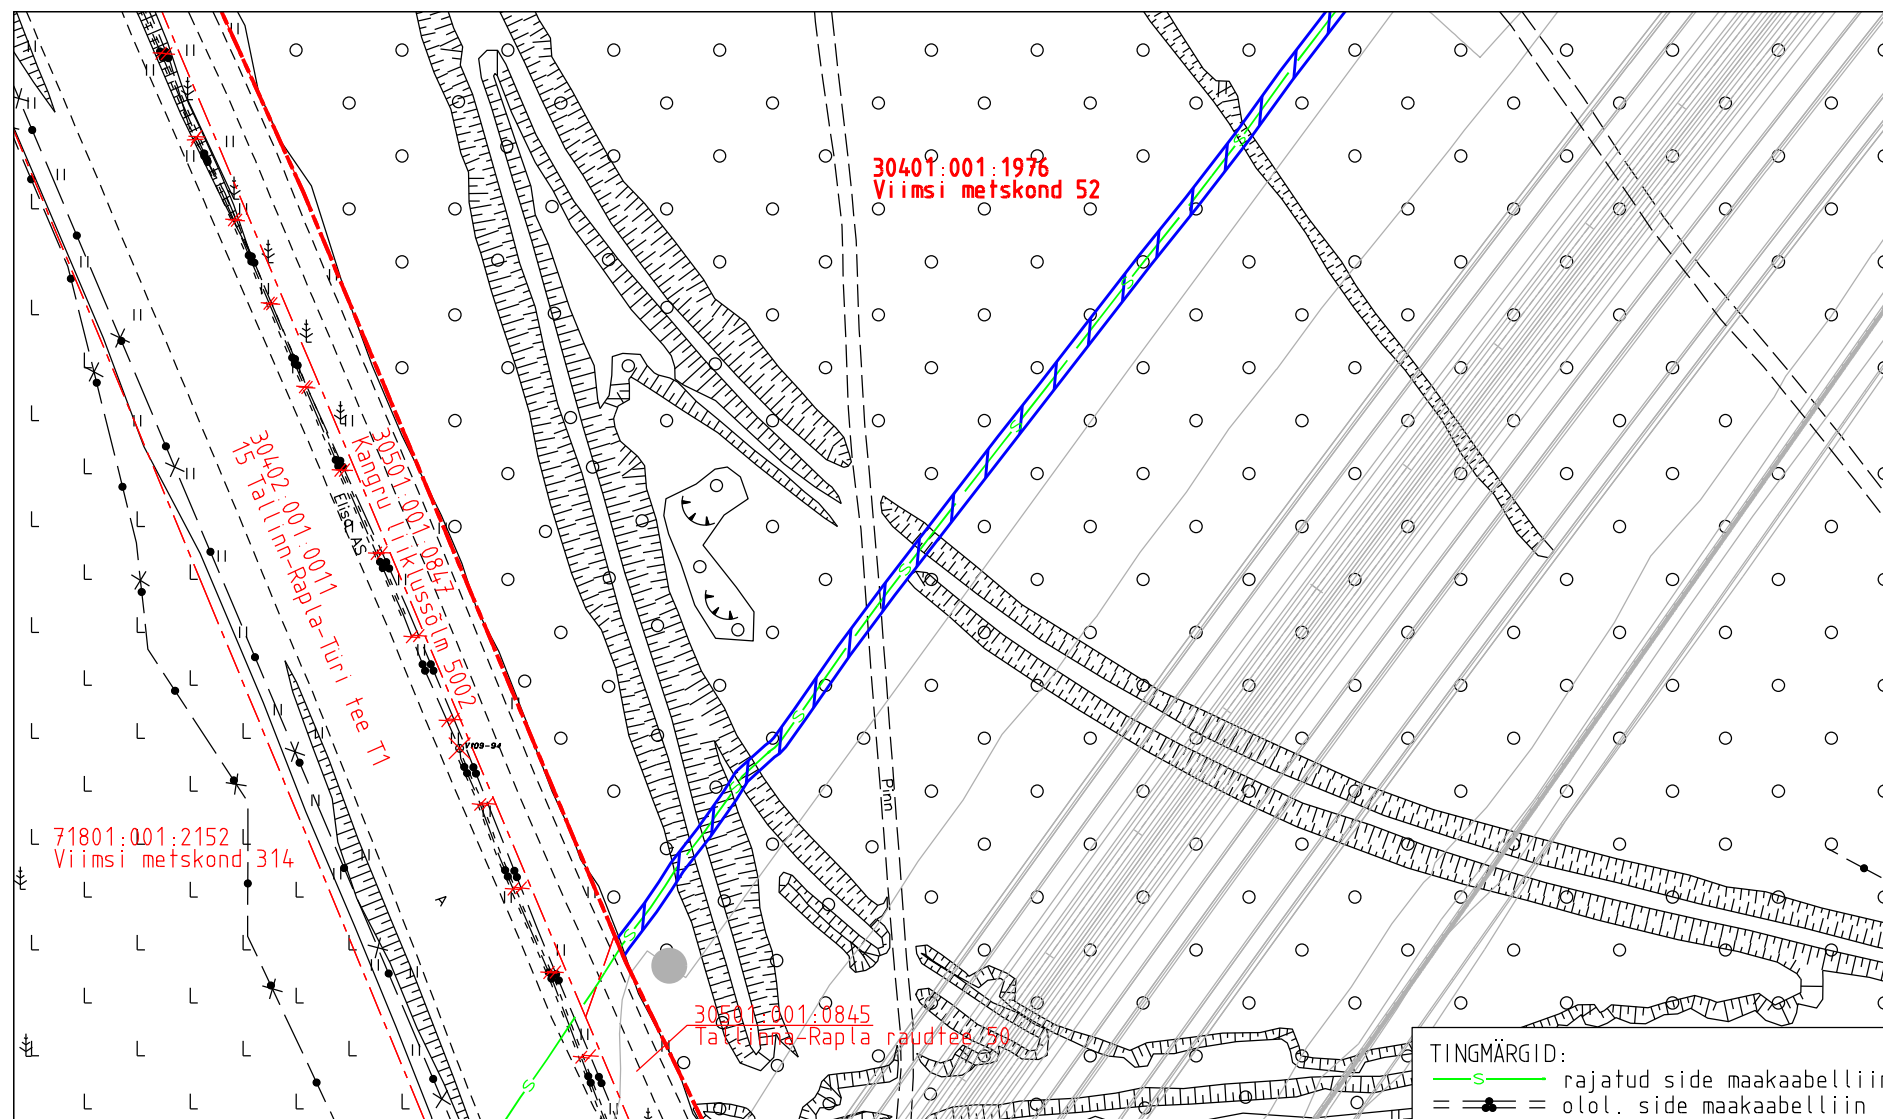 30401:001:1976
Viimsi metskond 52
30501:001:0847
Kangru liiklussõlm 5002
30402:001:0011
15 Tallinn-Rapla-Türi tee T1
Elisa AS
Vf09-94
Pinn
71801:001:2152
Viimsi metskond 314
A
30501:001:0845
Tallinna-Rapla raudtee 50
S
S
S
S
S
S
S
TINGMÄRGID:
S rajatud side maakaabelliin
olol. side maakaabelliin